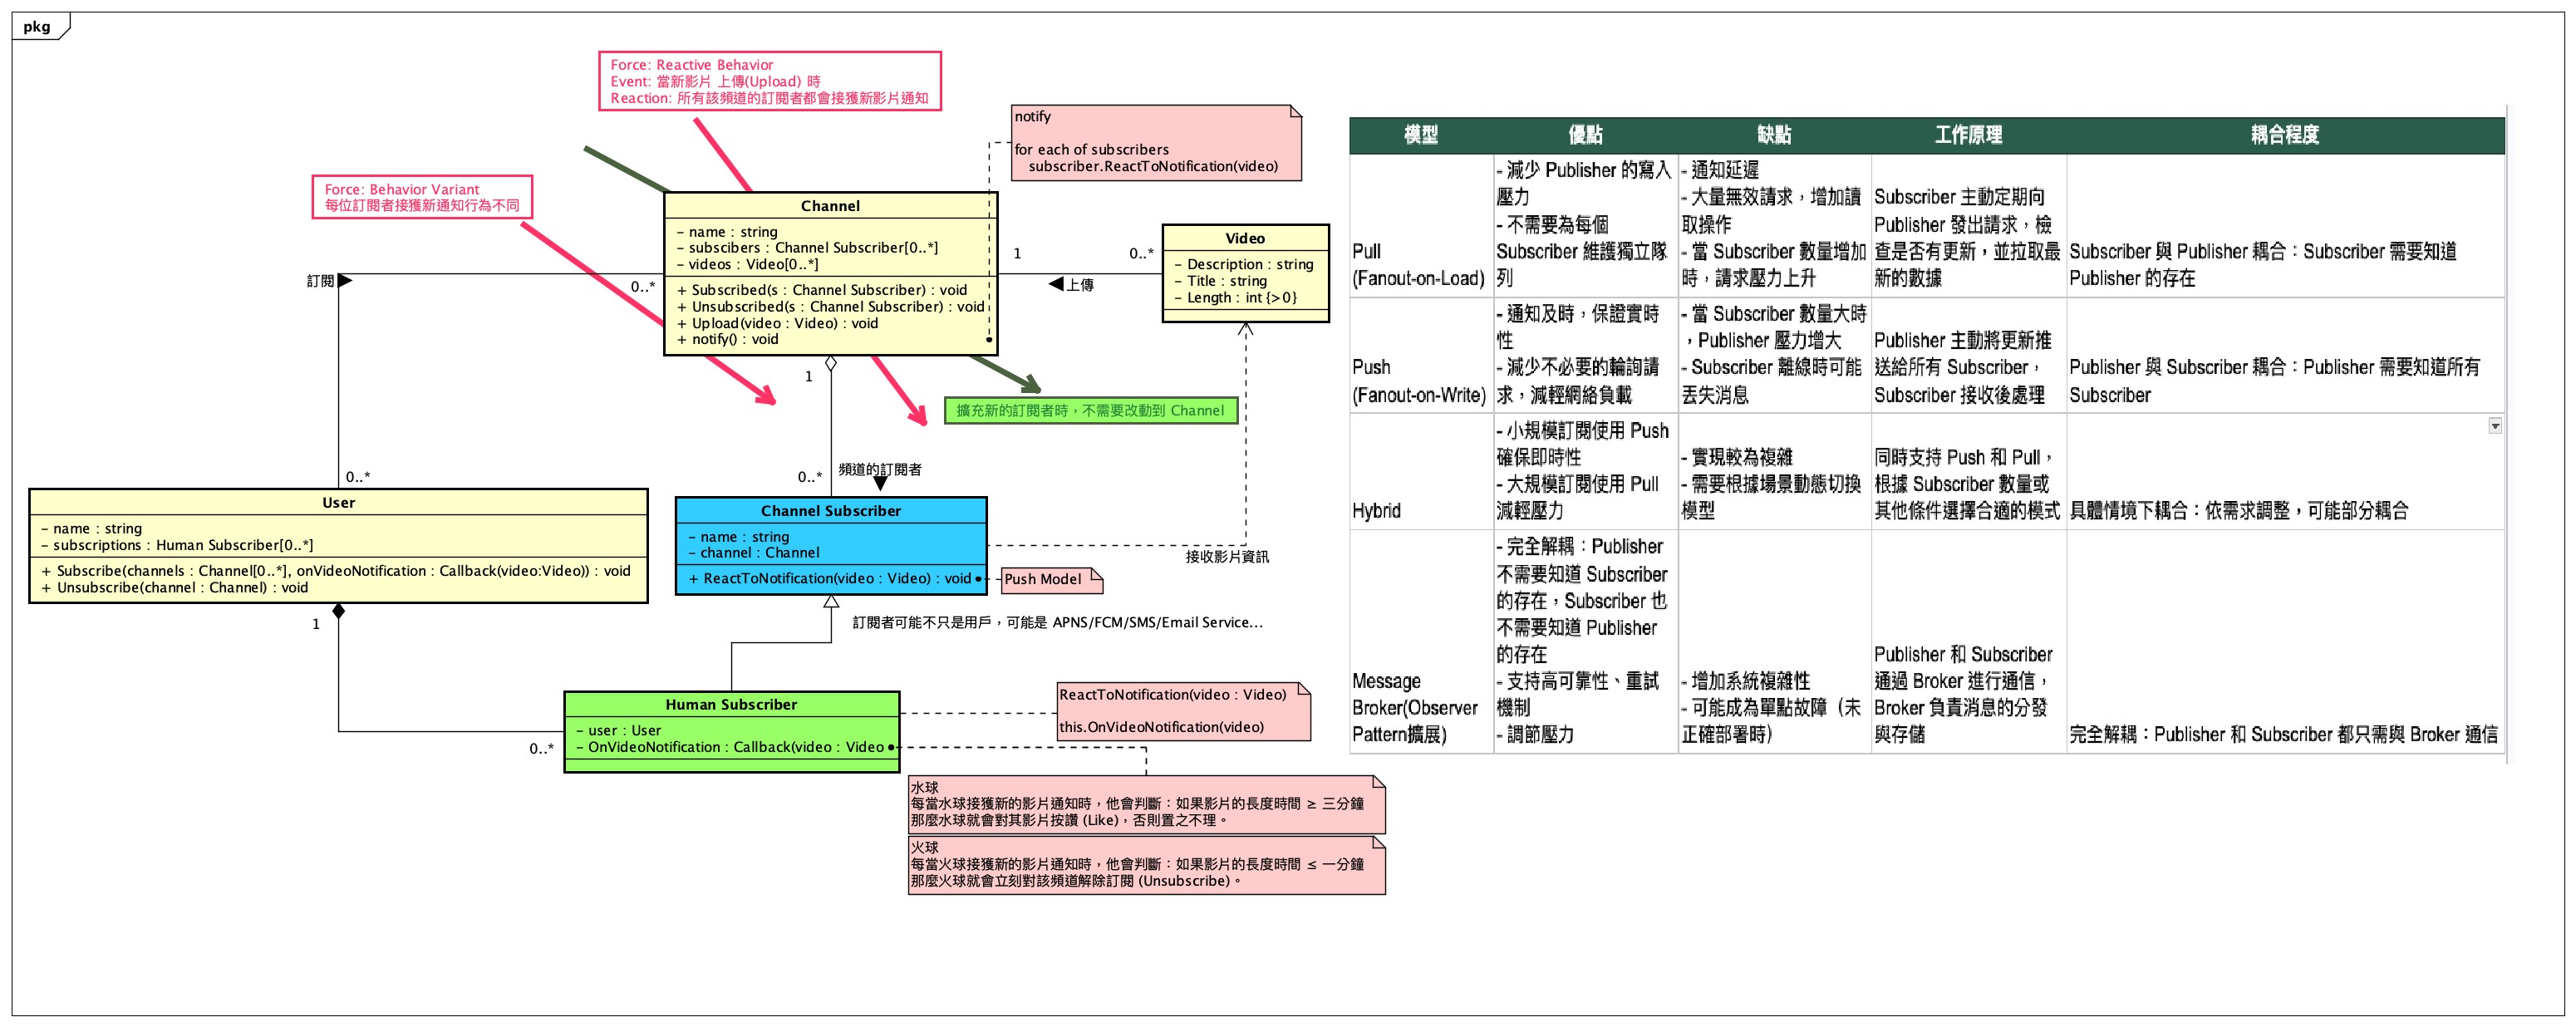 pkg
Force: Reactive Behavior
Event: 當新影片 上傳(Upload) 時
Reaction: 所有該頻道的訂閱者都會接獲新影片通知
Force: Behavior Variant
每位訂閱者接獲新通知行為不同
notify
for each of subscribers
subscriber.ReactToNotification(video)
Channel
- name : string
- subscibers : Channel Subscriber[0..*]
- videos : Video[0..*]
+ Subscribed(s : Channel Subscriber) : void
+ Unsubscribed(s : Channel Subscriber) : void
+ Upload(video : Video) : void
+ notify() : void
Video
- Description : string
- Title : string
- Length : int {>0}
1
0..*
上傳
訂閱
0..*
0..*
1
0..*
頻道的訂閱者
擴充新的訂閱者時，不需要改動到 Channel
User
- name : string
- subscriptions : Human Subscriber[0..*]
+ Subscribe(channels : Channel[0..*], onVideoNotification : Callback(video:Video)) : void
+ Unsubscribe(channel : Channel) : void
Channel Subscriber
- name : string
- channel : Channel
+ ReactToNotification(video : Video) : void
Push Model
接收影片資訊
訂閱者可能不只是用戶，可能是 APNS/FCM/SMS/Email Service...
1
0..*
Human Subscriber
- user : User
- OnVideoNotification : Callback(video : Video
ReactToNotification(video : Video)
this.OnVideoNotification(video)
水球
每當水球接獲新的影片通知時，他會判斷：如果影片的長度時間 ≥ 三分鐘
那麼水球就會對其影片按讚 (Like)，否則置之不理。
火球
每當火球接獲新的影片通知時，他會判斷：如果影片的長度時間 ≤ 一分鐘
那麼火球就會立刻對該頻道解除訂閱 (Unsubscribe)。
模型
優點
缺點
工作原理
耦合程度
Pull
(Fanout-on-Load)
- 減少 Publisher 的寫入
壓力
- 不需要為每個
Subscriber 維護獨立隊
列
- 通知延遲
- 大量無效請求，增加讀
取操作
- 當 Subscriber 數量增加
時，請求壓力上升
Subscriber 主動定期向
Publisher 發出請求，檢
查是否有更新，並拉取最
新的數據
Subscriber 與 Publisher 耦合：Subscriber 需要知道
Publisher 的存在
Push
(Fanout-on-Write)
- 通知及時，保證實時
性
- 減少不必要的輪詢請
求，減輕網絡負載
- 當 Subscriber 數量大時
，Publisher 壓力增大
- Subscriber 離線時可能
丟失消息
Publisher 主動將更新推
送給所有 Subscriber，
Subscriber 接收後處理
Publisher 與 Subscriber 耦合：Publisher 需要知道所有
Subscriber
Hybrid
- 小規模訂閱使用 Push
確保即時性
- 大規模訂閱使用 Pull
減輕壓力
- 實現較為複雜
- 需要根據場景動態切換
模型
同時支持 Push 和 Pull，
根據 Subscriber 數量或
其他條件選擇合適的模式
具體情境下耦合：依需求調整，可能部分耦合
Message
Broker(Observer
Pattern擴展)
- 完全解耦：Publisher
不需要知道 Subscriber
的存在，Subscriber 也
不需要知道 Publisher
的存在
- 支持高可靠性、重試
機制
- 調節壓力
- 增加系統複雜性
- 可能成為單點故障（未
正確部署時）
Publisher 和 Subscriber
通過 Broker 進行通信，
Broker 負責消息的分發
與存儲
完全解耦：Publisher 和 Subscriber 都只需與 Broker 通信